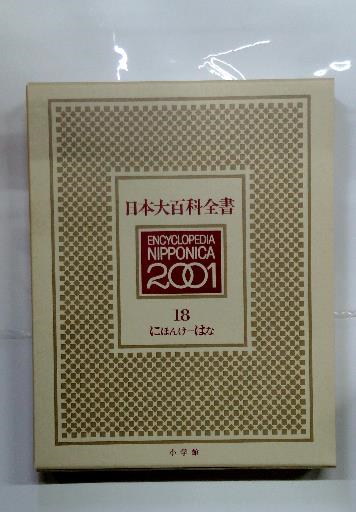 日本大百科全書
ENCYCLOPEDIA
NIPPONICA
2001
18
にほんけーはな
小学館